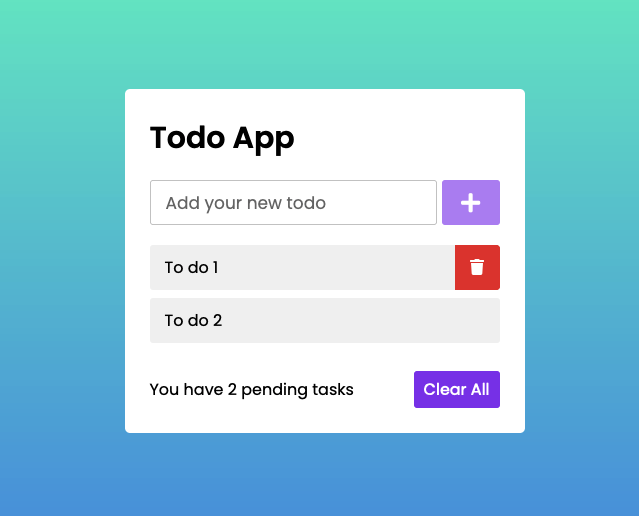 Todo App
Add your new todo
To do 1
To do 2
You have 2 pending tasks
Clear All